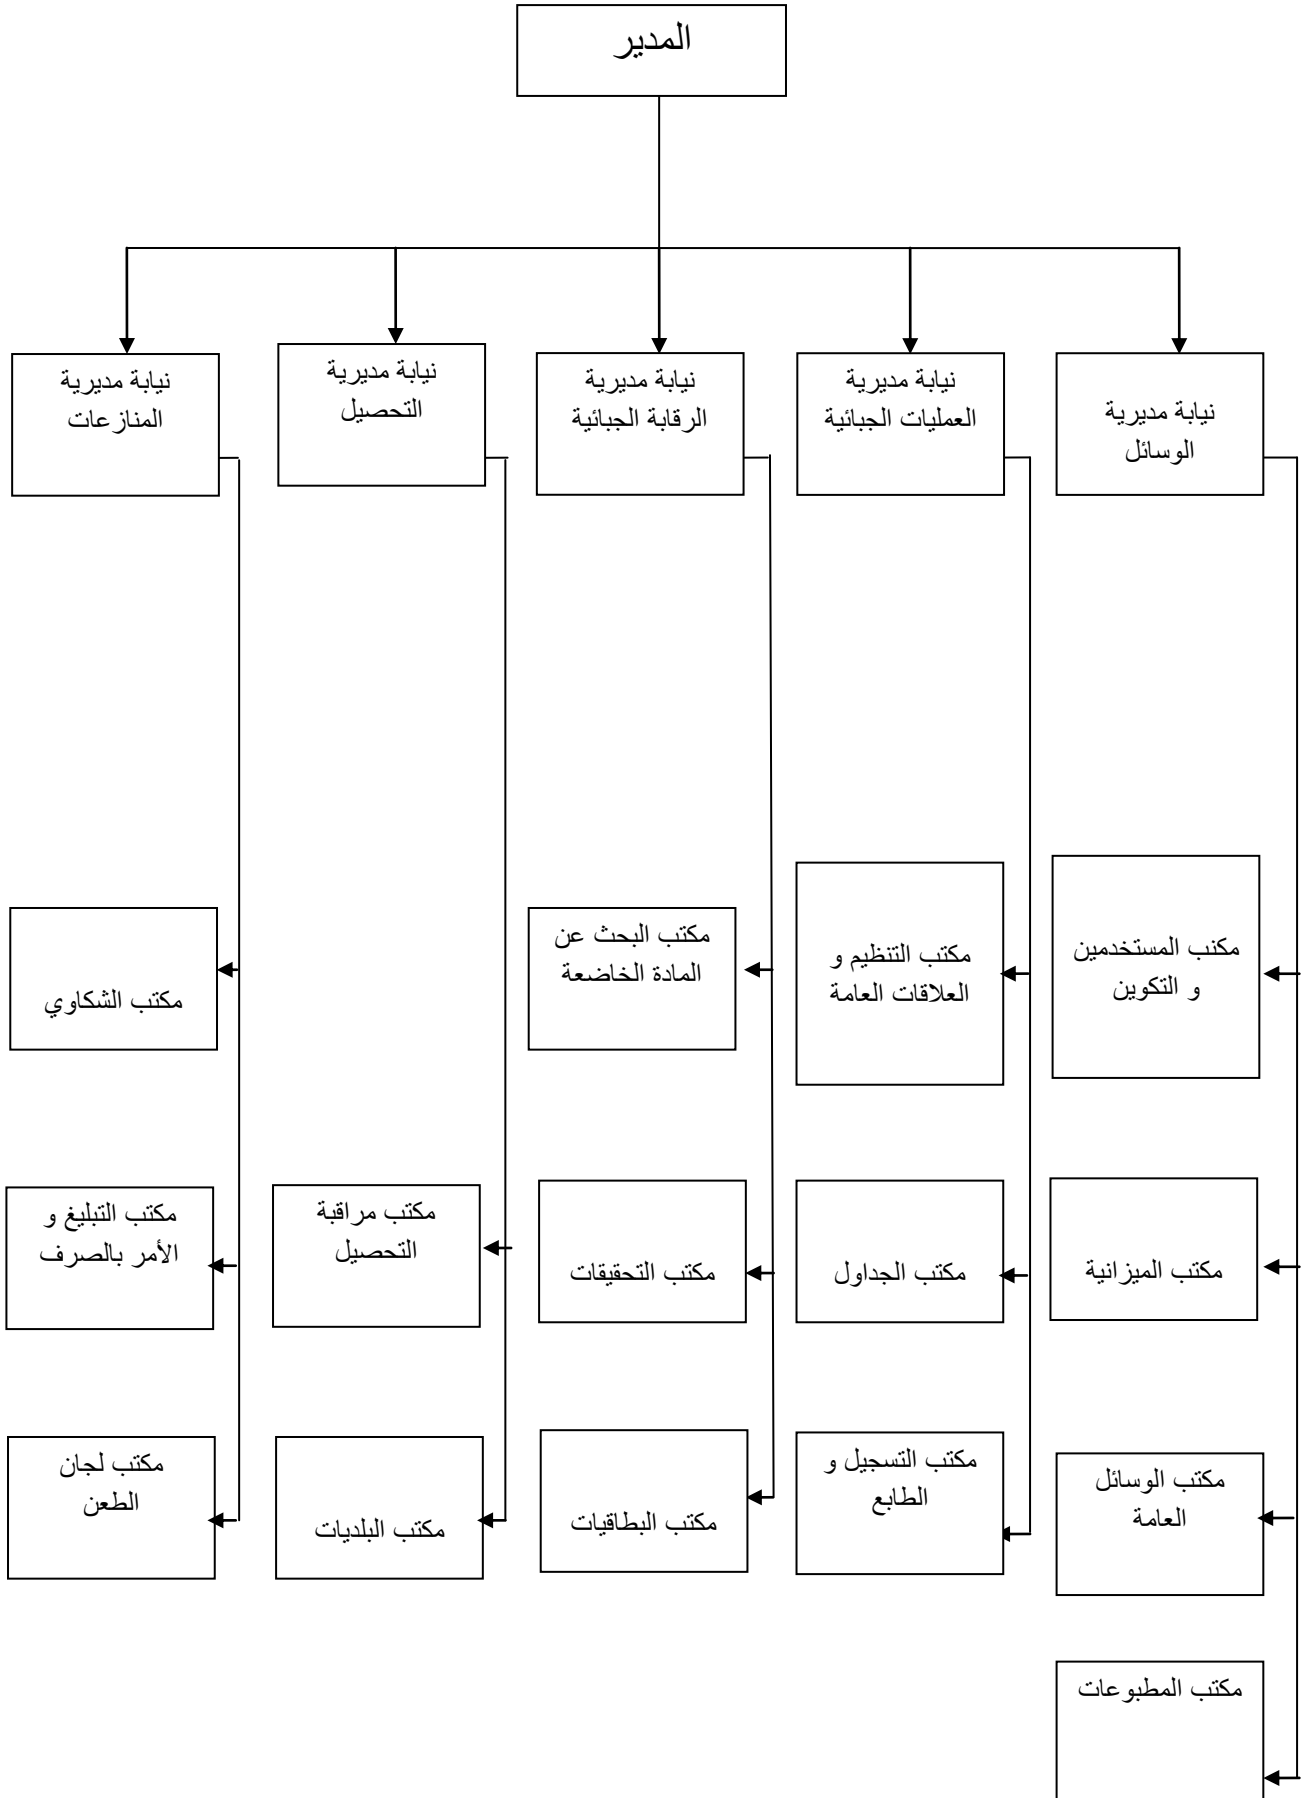 المدير
نيابة مديرية
الوسائل
نيابة مديرية
العمليات الجبائية
نيابة مديرية
الرقابة الجبائية
نيابة مديرية
التحصيل
نيابة مديرية
المنازعات
مكنب المستخدمين
و التكوين
مكتب التنظيم و
العلاقات العامة
مكتب البحث عن
المادة الخاضعة
مكتب الشكاوي
مكتب الميزانية
مكتب الجداول
مكتب التحقيقات
مكتب مراقبة
التحصيل
مكتب التبليغ و
الأمر بالصرف
مكتب الوسائل
العامة
مكتب التسجيل و
الطابع
مكتب البطاقيات
مكتب البلديات
مكتب لجان
الطعن
مكتب المطبوعات